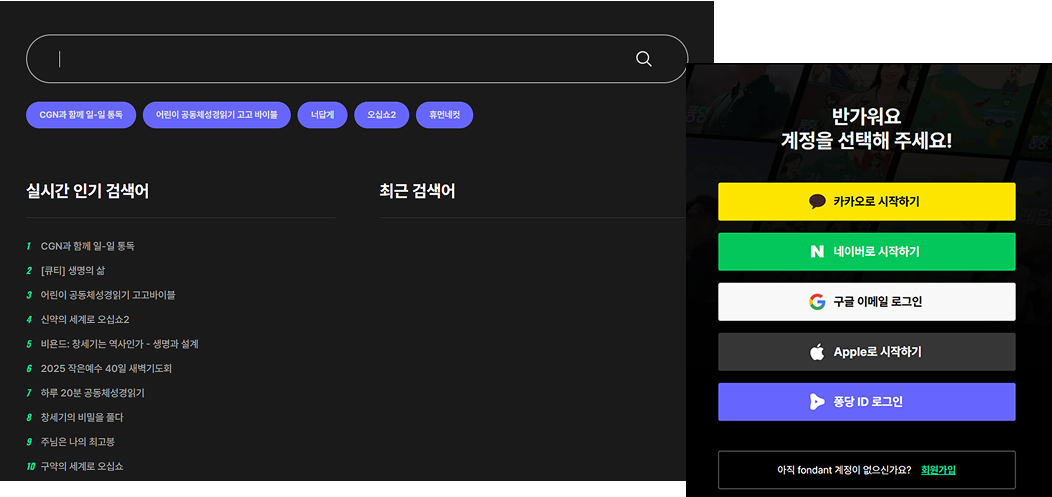 CGN과 함께 일-일 통독
어린이 공동체성경읽기 고고 바이블
너답게
오십쇼2
휴먼네컷
실시간 인기 검색어
1 CGN과 함께 일-일 통독
2 [큐티] 생명의 삶
3 어린이 공동체성경읽기 고고바이블
4 신약의 세계로 오십쇼2
5 비욘드: 창세기는 역사인가 - 생명과 설계
6 2025 작은예수 40일 새벽기도회
7 하루 20분 공동체성경읽기
8 창세기의 비밀을 풀다
9 주님은 나의 최고봉
10 구약의 세계로 오십쇼
최근 검색어
반가워요
계정을 선택해 주세요!
카카오로 시작하기
네이버로 시작하기
구글 이메일 로그인
Apple로 시작하기
퐁당 ID 로그인
아직 fondant 계정이 없으신가요? 회원가입